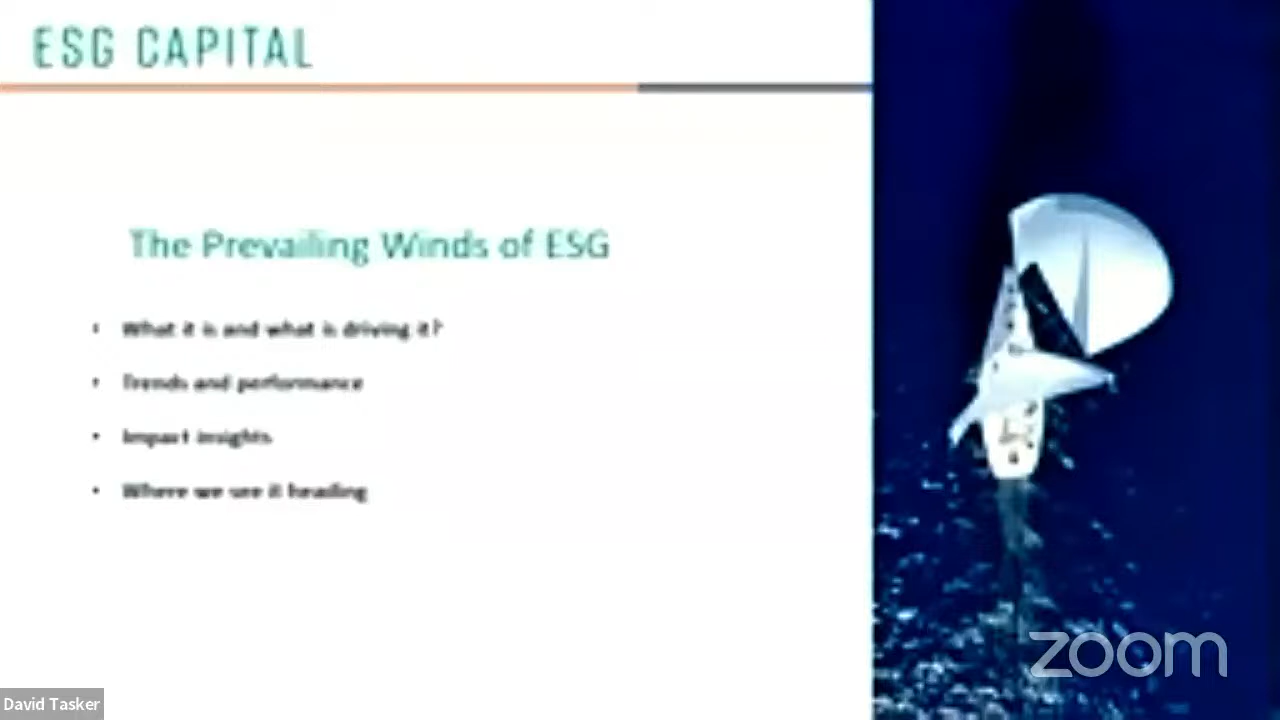 ESG CAPITAL
The Prevailing Winds of ESG
• What it is and what is driving it?
• Trends and performance
• Impact insights
• Where we see it heading
zoom
David Tasker